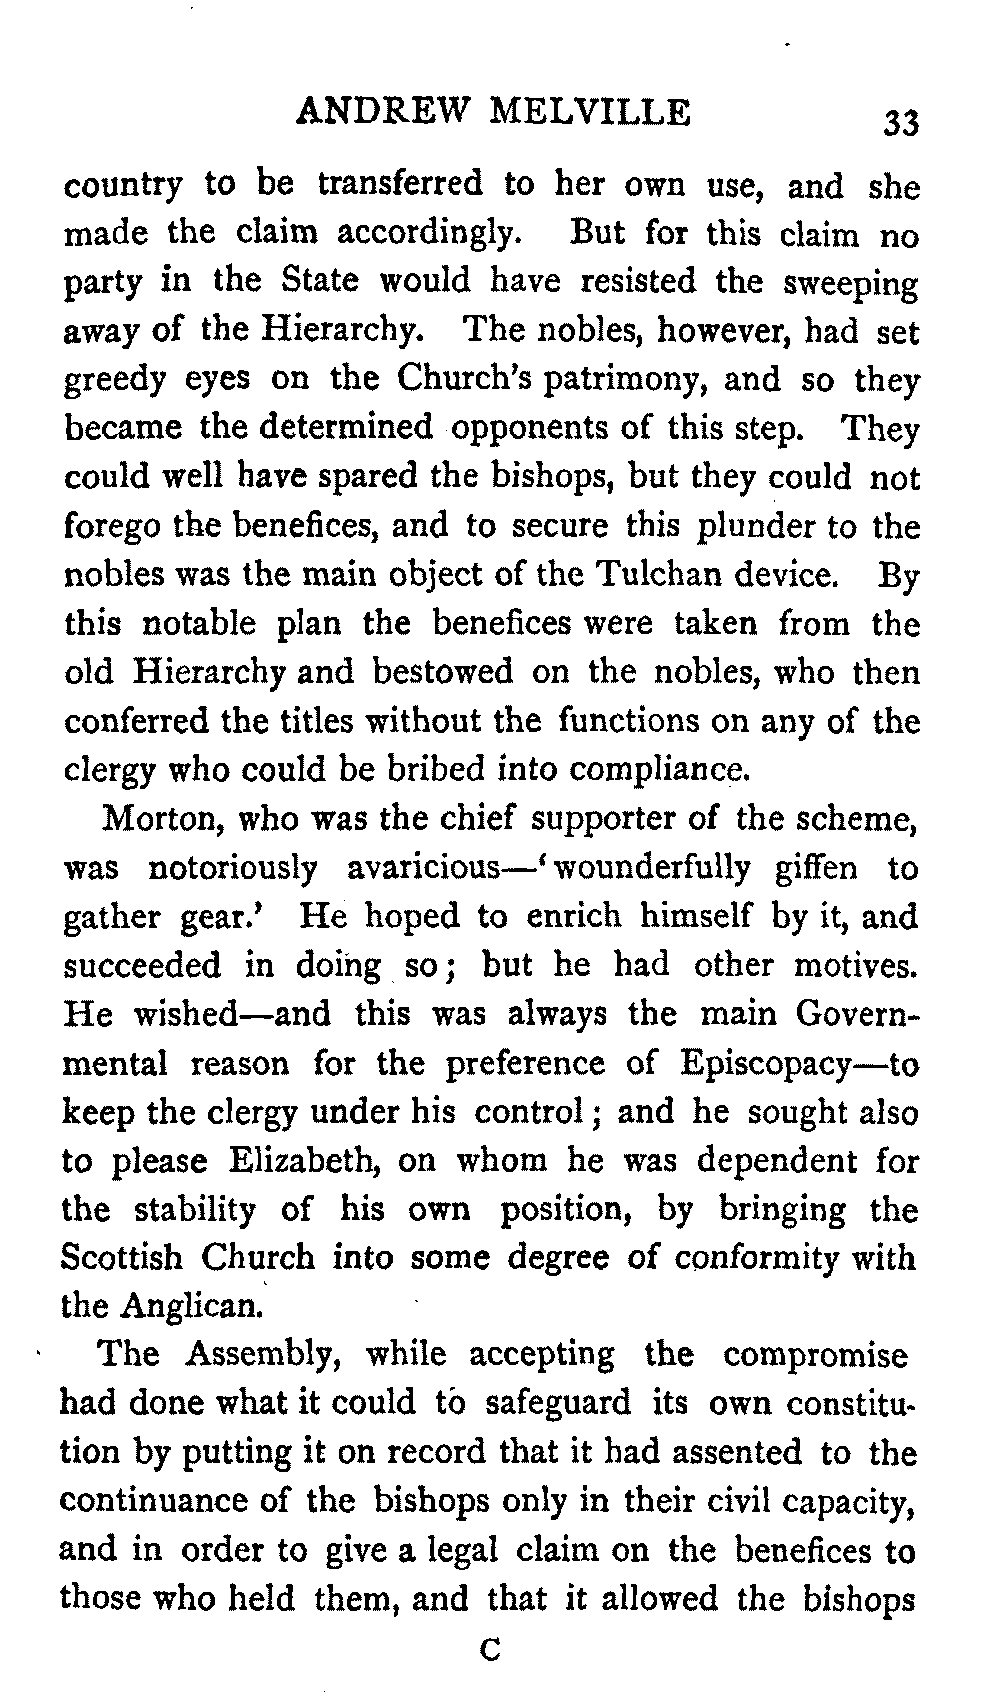 ANDREW MELVILLE 33
country to be transferred to her own use, and she
made the claim accordingly. But for this claim no
party in the State would have resisted the sweeping
away of the Hierarchy. The nobles, however, had set
greedy eyes on the Church's patrimony, and so they
became the determined opponents of this step. They
could well have spared the bishops, but they could not
forego the benefices, and to secure this plunder to the
nobles was the main object of the Tulchan device. By
this notable plan the benefices were taken from the
old Hierarchy and bestowed on the nobles, who then
conferred the titles without the functions on any of the
clergy who could be bribed into compliance.
Morton, who was the chief supporter of the scheme,
was notoriously avaricious—‘wounderfully giffen to
gather gear.’ He hoped to enrich himself by it, and
succeeded in doing so; but he had other motives.
He wished—and this was always the main Govern-
mental reason for the preference of Episcopacy—to
keep the clergy under his control; and he sought also
to please Elizabeth, on whom he was dependent for
the stability of his own position, by bringing the
Scottish Church into some degree of conformity with
the Anglican.
The Assembly, while accepting the compromise
had done what it could to safeguard its own constitu-
tion by putting it on record that it had assented to the
continuance of the bishops only in their civil capacity,
and in order to give a legal claim on the benefices to
those who held them, and that it allowed the bishops
C